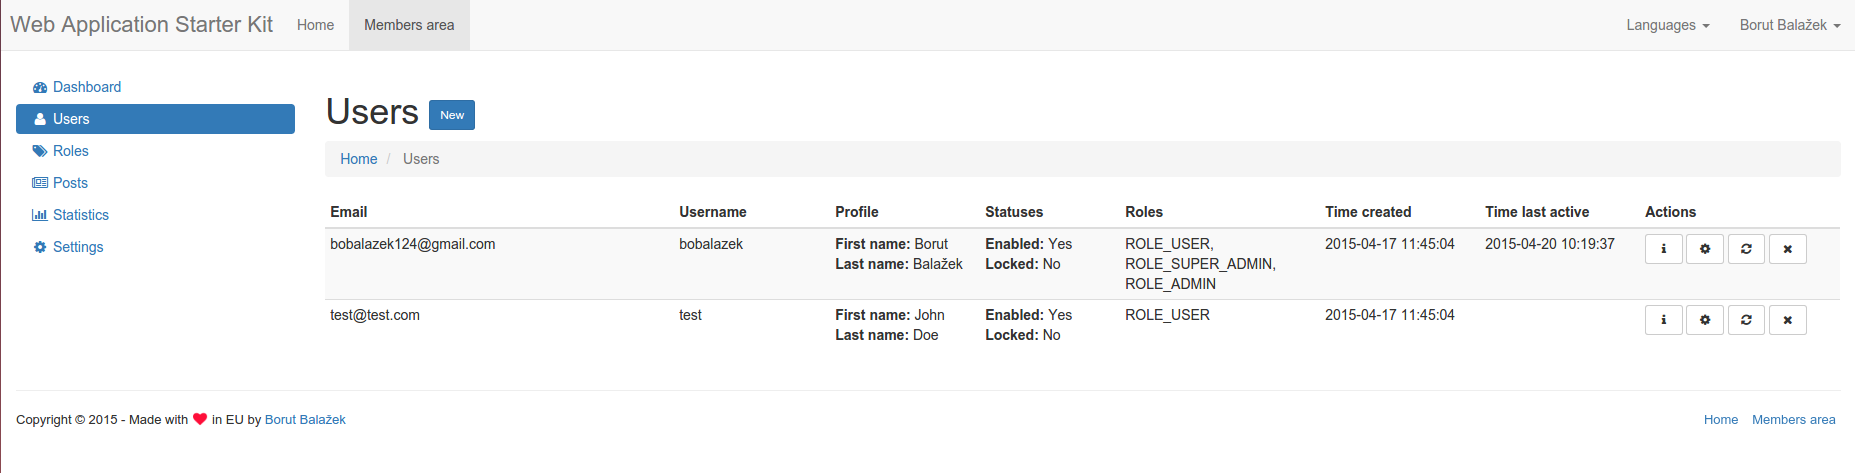 Web Application Starter Kit Home Members area Languages Borut Balažek
Dashboard
Users
Roles
Posts
Statistics
Settings
Users New
Home / Users
Email Username Profile Statuses Roles Time created Time last active Actions
bobalazek124@gmail.com bobalazek First name: Borut Enabled: Yes ROLE_USER, 2015-04-17 11:45:04 2015-04-20 10:19:37
Last name: Balažek Locked: No ROLE_SUPER_ADMIN,
ROLE_ADMIN
test@test.com test First name: John Enabled: Yes ROLE_USER 2015-04-17 11:45:04
Last name: Doe Locked: No
Copyright © 2015 - Made with ❤ in EU by Borut Balažek Home Members area